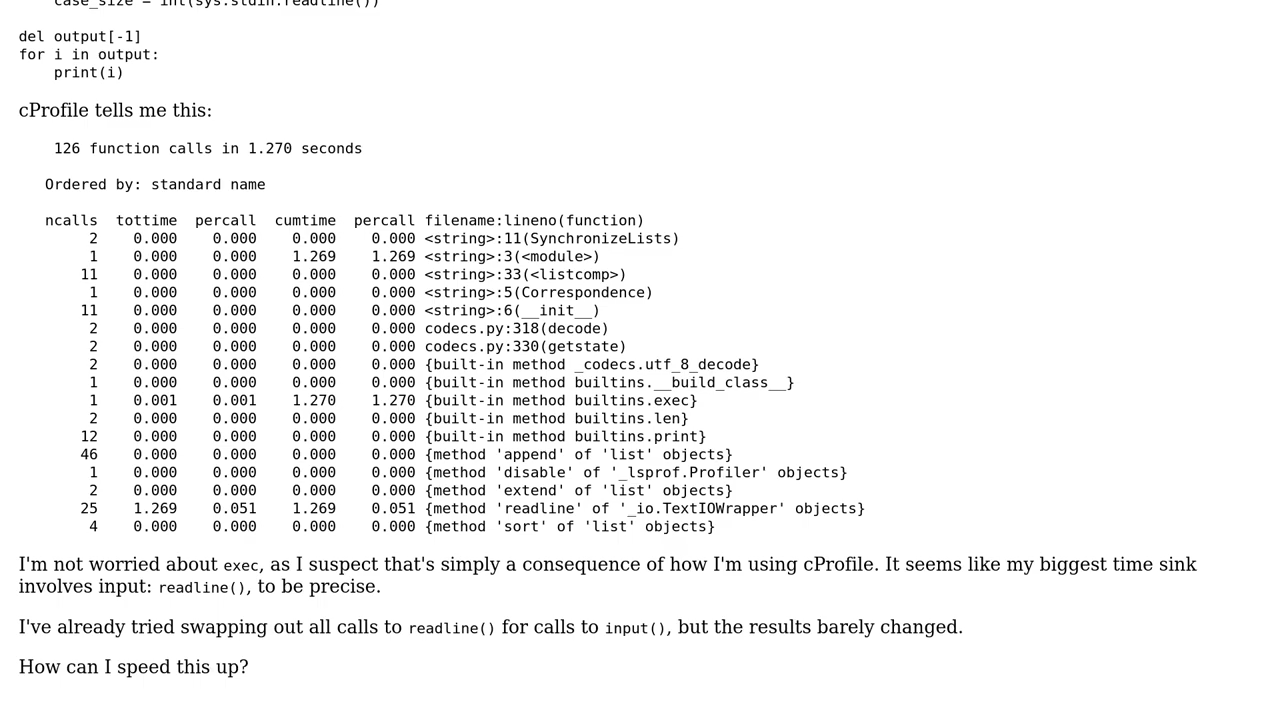 case_size = int(sys.stdin.readline())
del output[-1]
for i in output:
    print(i)
cProfile tells me this:
126 function calls in 1.270 seconds
Ordered by: standard name
ncalls  tottime  percall  cumtime  percall filename:lineno(function)
2    0.000    0.000    0.000    0.000 <string>:11(SynchronizeLists)
1    0.000    0.000    1.269    1.269 <string>:3(<module>)
11    0.000    0.000    0.000    0.000 <string>:33(<listcomp>)
1    0.000    0.000    0.000    0.000 <string>:5(Correspondence)
11    0.000    0.000    0.000    0.000 <string>:6(__init__)
2    0.000    0.000    0.000    0.000 codecs.py:318(decode)
2    0.000    0.000    0.000    0.000 codecs.py:330(getstate)
2    0.000    0.000    0.000    0.000 {built-in method _codecs.utf_8_decode}
1    0.000    0.000    0.000    0.000 {built-in method builtins.__build_class__}
1    0.001    0.001    1.270    1.270 {built-in method builtins.exec}
2    0.000    0.000    0.000    0.000 {built-in method builtins.len}
12    0.000    0.000    0.000    0.000 {built-in method builtins.print}
46    0.000    0.000    0.000    0.000 {method 'append' of 'list' objects}
1    0.000    0.000    0.000    0.000 {method 'disable' of '_lsprof.Profiler' objects}
2    0.000    0.000    0.000    0.000 {method 'extend' of 'list' objects}
25    1.269    0.051    1.269    0.051 {method 'readline' of '_io.TextIOWrapper' objects}
4    0.000    0.000    0.000    0.000 {method 'sort' of 'list' objects}
I'm not worried about exec, as I suspect that's simply a consequence of how I'm using cProfile. It seems like my biggest time sink
involves input: readline(), to be precise.
I've already tried swapping out all calls to readline() for calls to input(), but the results barely changed.
How can I speed this up?